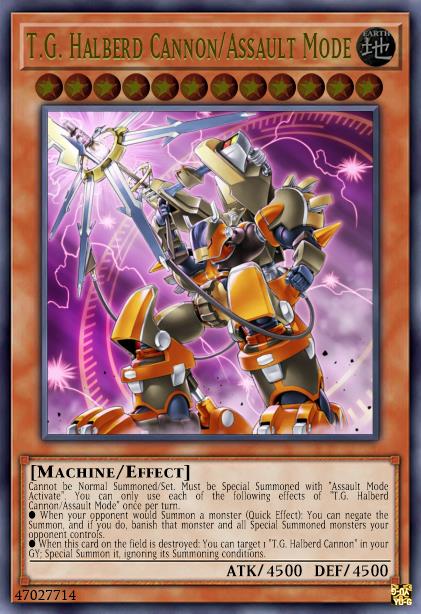 T.G. Halberd Cannon/Assault Mode
EARTH
地
[Machine/Effect]
Cannot be Normal Summoned/Set. Must be Special Summoned with "Assault Mode
Activate". You can only use each of the following effects of "T.G. Halberd
Cannon/Assault Mode" once per turn.
● When your opponent would Summon a monster (Quick Effect): You can negate the
Summon, and if you do, banish that monster and all Special Summoned monsters your
opponent controls.
● When this card on the field is destroyed: You can target 1 "T.G. Halberd Cannon" in your
GY; Special Summon it, ignoring its Summoning conditions.
ATK/4500 DEF/4500
47027714